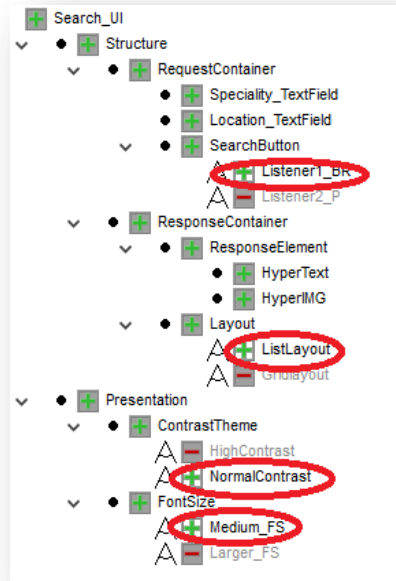 Search_UI
Structure
RequestContainer
Speciality_TextField
Location_TextField
SearchButton
Listener1_BR
Listener2_P
ResponseContainer
ResponseElement
HyperText
HyperIMG
Layout
ListLayout
Gridlayout
Presentation
ContrastTheme
HighContrast
NormalContrast
FontSize
Medium_FS
Larger_FS